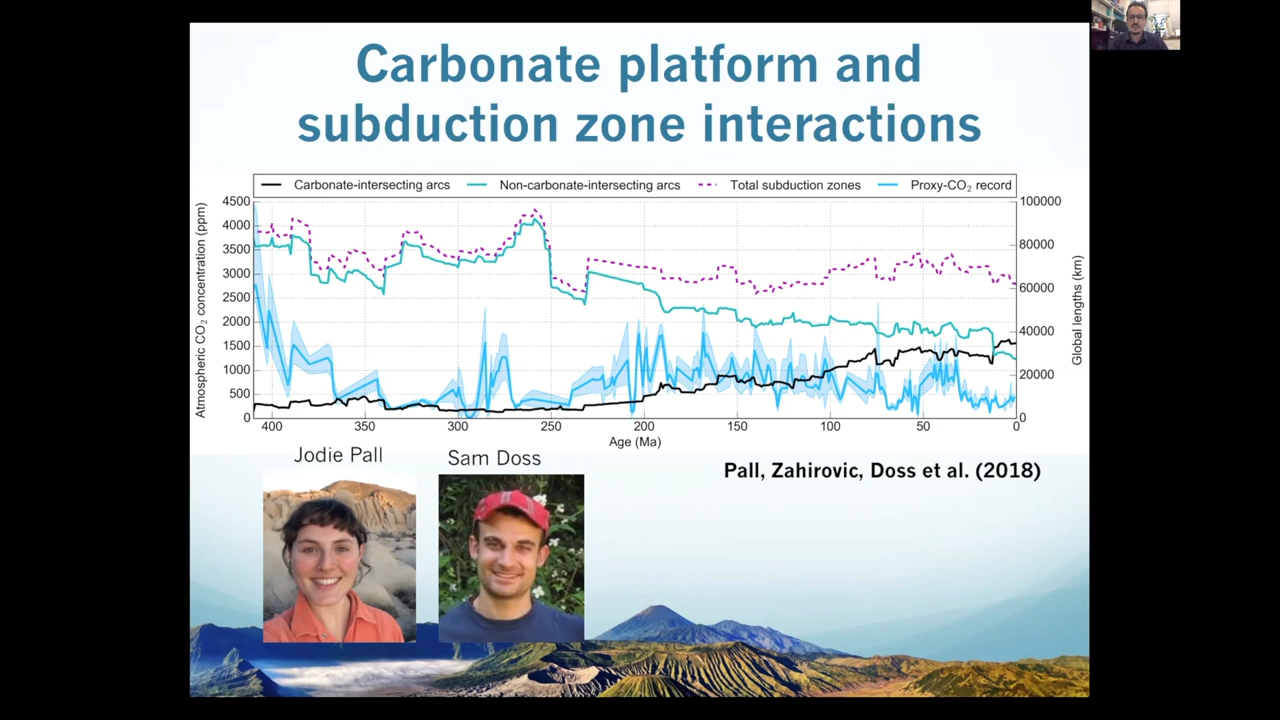 Carbonate platform and
subduction zone interactions
Carbonate-intersecting arcs Non-carbonate-intersecting arcs Total subduction zones Proxy-CO₂ record
Atmospheric CO₂ concentration (ppm)
4500
4000
3500
3000
2500
2000
1500
1000
500
0
100000
80000
60000
40000
20000
0
Global lengths (km)
400 350 300 250 200 150 100 50 0
Age (Ma)
Jodie Pall
Sam Doss
Pall, Zahirovic, Doss et al. (2018)